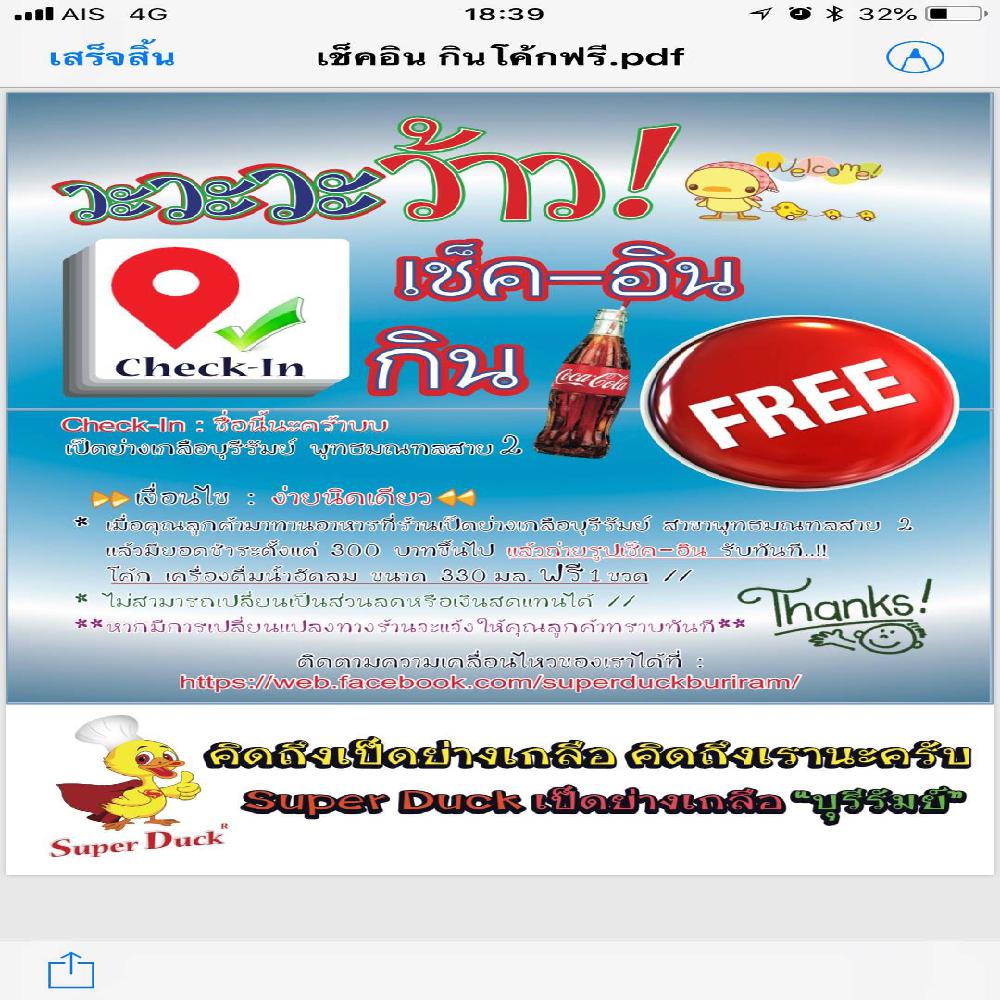 AIS 4G 18:39 32%
เสร็จสิ้น เช็คอิน กินโค้กฟรี.pdf
วะวะวะว้าว!
Welcome!
เช็ค-อิน
Check-In
กิน
Coca-Cola
FREE
Check-In : ชื่อนี้นะคร้าบบ
เป็ดย่างเกลือบุรีรัมย์ พุทธมณฑลสาย 2
เงื่อนไข : ง่ายนิดเดียว
* เมื่อคุณลูกค้ามาทานอาหารที่ร้านเป็ดย่างเกลือบุรีรัมย์ สาขาพุทธมณฑลสาย 2
แล้วมียอดชำระตั้งแต่ 300 บาทขึ้นไป แล้วถ่ายรูปเช็ค-อิน รับทันที..!!
โค้ก เครื่องดื่มน้ำอัดลม ขนาด 330 มล. ฟรี 1 ขวด //
* ไม่สามารถเปลี่ยนเป็นส่วนลดหรือเงินสดแทนได้ //
**หากมีการเปลี่ยนแปลงทางร้านจะแจ้งให้คุณลูกค้าทราบทันที**
Thanks!
ติดตามความเคลื่อนไหวของเราได้ที่ :
https://web.facebook.com/superduckburiram/
คิดถึงเป็ดย่างเกลือ คิดถึงเรานะครับ
Super Duck เป็ดย่างเกลือ "บุรีรัมย์"
Super Duck R